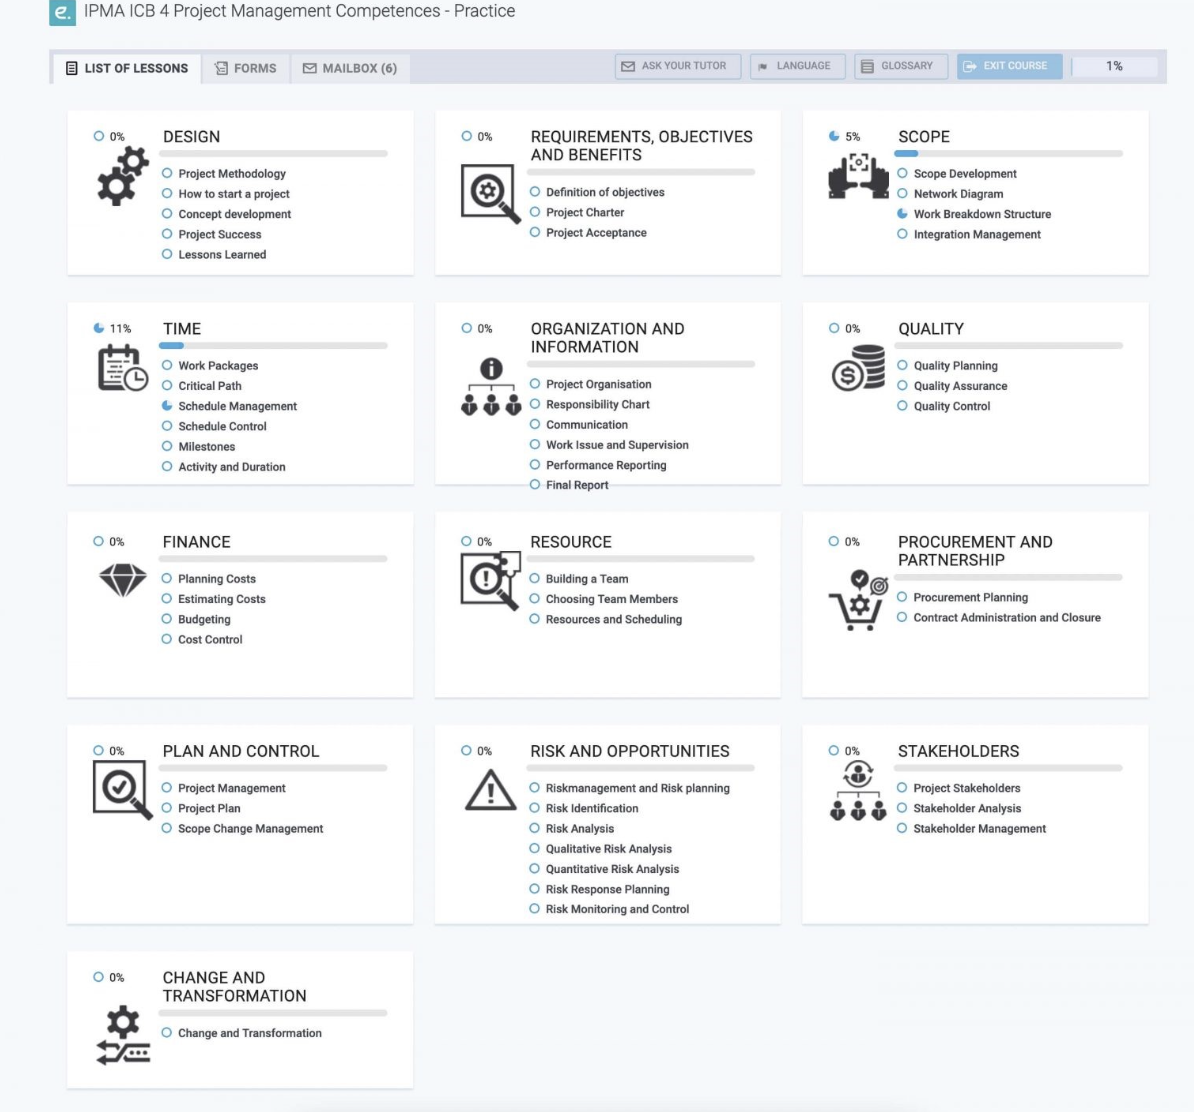 e. IPMA ICB 4 Project Management Competences - Practice
LIST OF LESSONS
FORMS
MAILBOX (6)
ASK YOUR TUTOR
LANGUAGE
GLOSSARY
EXIT COURSE
1%
0%
DESIGN
Project Methodology
How to start a project
Concept development
Project Success
Lessons Learned
0%
REQUIREMENTS, OBJECTIVES
AND BENEFITS
Definition of objectives
Project Charter
Project Acceptance
5%
SCOPE
Scope Development
Network Diagram
Work Breakdown Structure
Integration Management
11%
TIME
Work Packages
Critical Path
Schedule Management
Schedule Control
Milestones
Activity and Duration
0%
ORGANIZATION AND
INFORMATION
Project Organisation
Responsibility Chart
Communication
Work Issue and Supervision
Performance Reporting
Final Report
0%
QUALITY
Quality Planning
Quality Assurance
Quality Control
0%
FINANCE
Planning Costs
Estimating Costs
Budgeting
Cost Control
0%
RESOURCE
Building a Team
Choosing Team Members
Resources and Scheduling
0%
PROCUREMENT AND
PARTNERSHIP
Procurement Planning
Contract Administration and Closure
0%
PLAN AND CONTROL
Project Management
Project Plan
Scope Change Management
0%
RISK AND OPPORTUNITIES
Riskmanagement and Risk planning
Risk Identification
Risk Analysis
Qualitative Risk Analysis
Quantitative Risk Analysis
Risk Response Planning
Risk Monitoring and Control
0%
STAKEHOLDERS
Project Stakeholders
Stakeholder Analysis
Stakeholder Management
0%
CHANGE AND
TRANSFORMATION
Change and Transformation